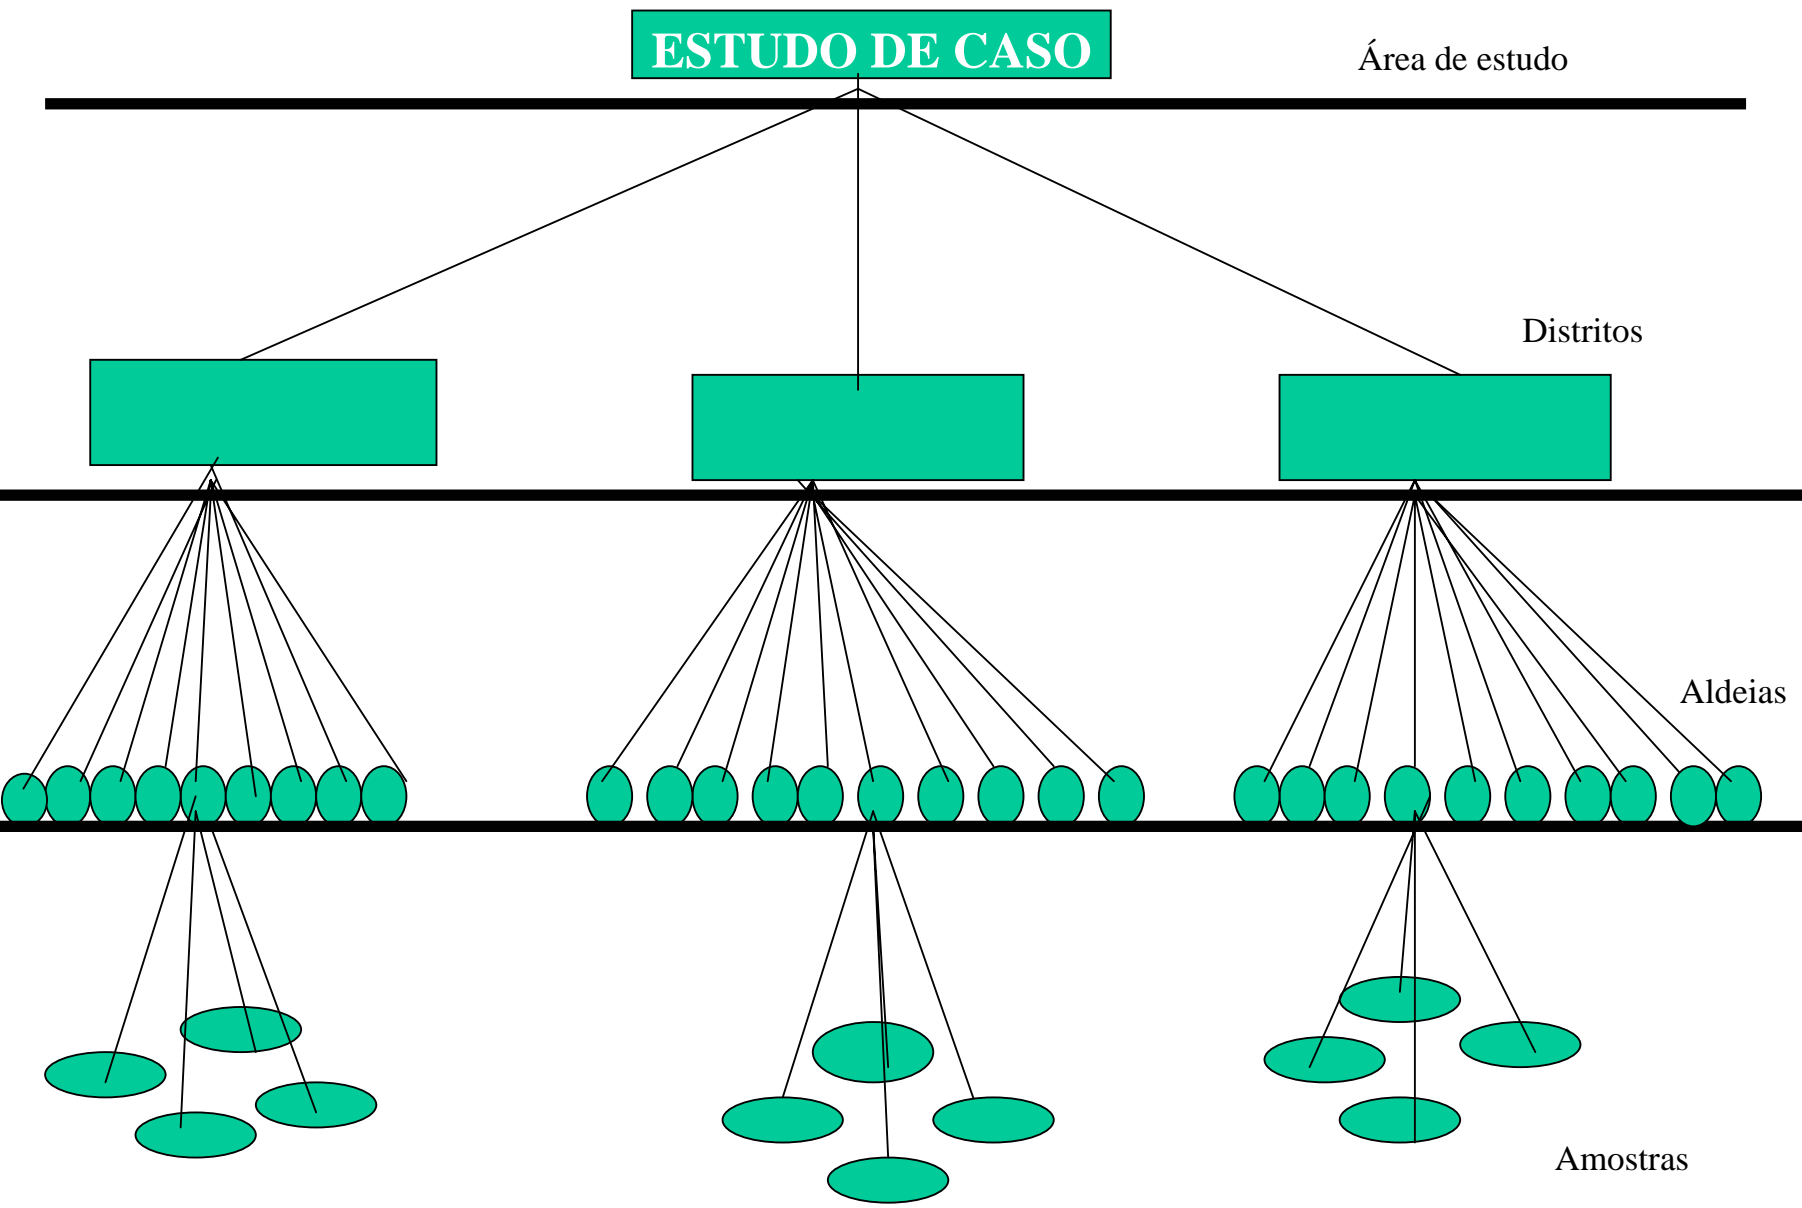 ESTUDO DE CASO
Área de estudo
Distritos
Aldeias
Amostras